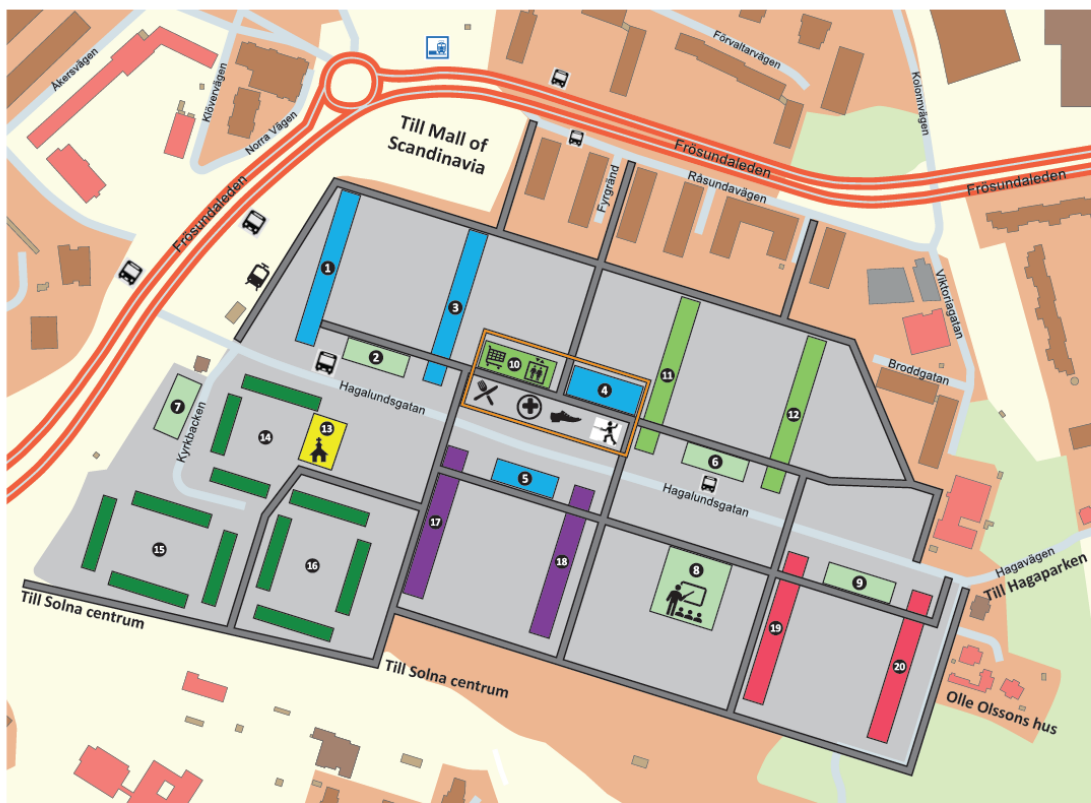 Åkersvägen
Klövervägen
Norra Vägen
Förvaltarvägen
Kolonnvägen
Till Mall of
Scandinavia
Frösundaleden
Frösundaleden
Frösundaleden
Råsundavägen
Fyrgränd
Viktoriagatan
Broddgatan
1
3
2
10
4
11
12
7
Kyrkbacken
14
13
Hagalundsgatan
5
6
Hagalundsgatan
17
18
15
16
8
9
Hagavägen
Till Hagaparken
Till Solna centrum
Till Solna centrum
19
20
Olle Olssons hus